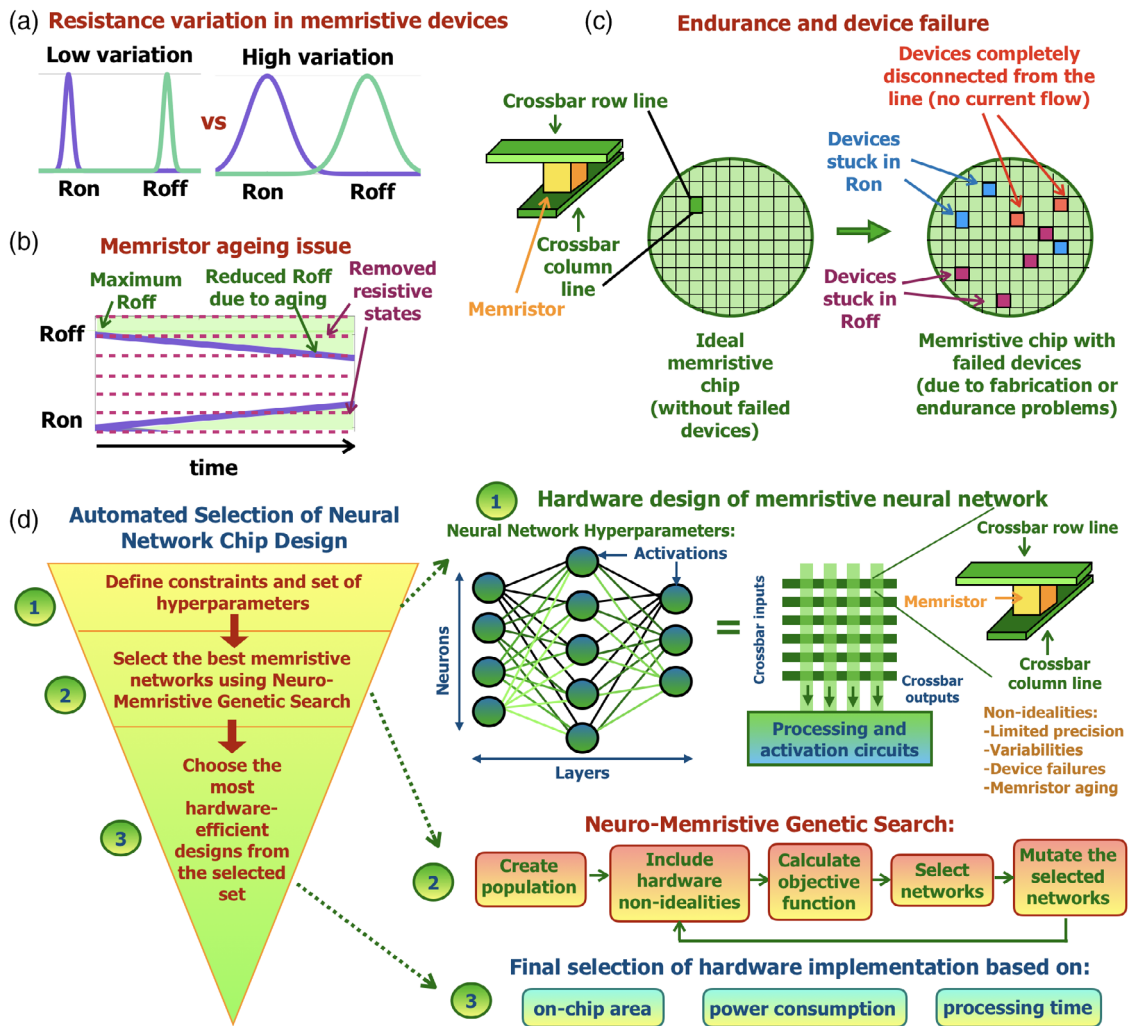 (a) Resistance variation in memristive devices
Low variation
High variation
vs
Ron
Roff
Ron
Roff
(b) Memristor ageing issue
Maximum
Roff
Reduced Roff
due to aging
Removed
resistive
states
Roff
Ron
time
(c) Endurance and device failure
Crossbar row line
Crossbar
column
line
Memristor
Ideal
memristive
chip
(without failed
devices)
Devices completely
disconnected from the
line (no current flow)
Devices
stuck in
Ron
Devices
stuck in
Roff
Memristive chip with
failed devices
(due to fabrication or
endurance problems)
(d) Automated Selection of Neural
Network Chip Design
1
Define constraints and set of
hyperparameters
2
Select the best memristive
networks using Neuro-
Memristive Genetic Search
3
Choose the
most
hardware-
efficient
designs from
the selected
set
1 Hardware design of memristive neural network
Neural Network Hyperparameters:
Activations
Neurons
Layers
=
Crossbar inputs
Crossbar
outputs
Processing and
activation circuits
Crossbar row line
Memristor
Crossbar
column line
Non-idealities:
-Limited precision
-Variabilities
-Device failures
-Memristor aging
Neuro-Memristive Genetic Search:
2
Create
population
Include
hardware
non-idealities
Calculate
objective
function
Select
networks
Mutate the
selected
networks
3
Final selection of hardware implementation based on:
on-chip area
power consumption
processing time